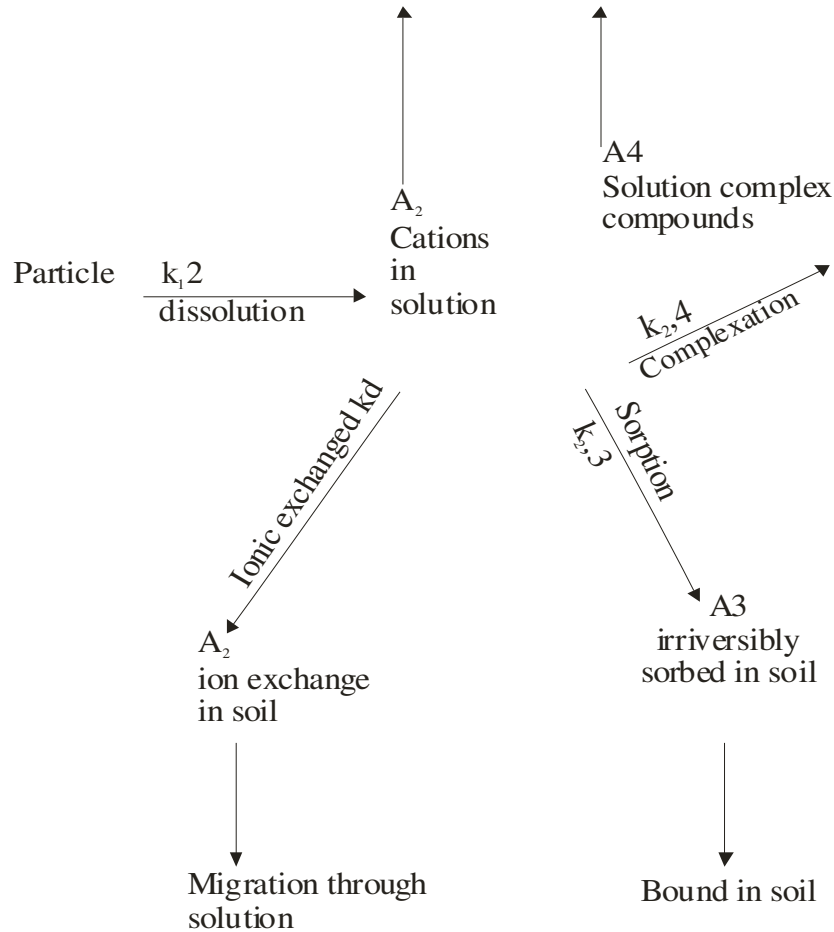 A4
Solution complex
compounds
A₂
Cations
in
solution
Particle
k₁2
dissolution
k₂,4
Complexation
Ionic exchanged kd
Sorption
k₂,3
A₂
ion exchange
in soil
A3
irriversibly
sorbed in soil
Migration through
solution
Bound in soil